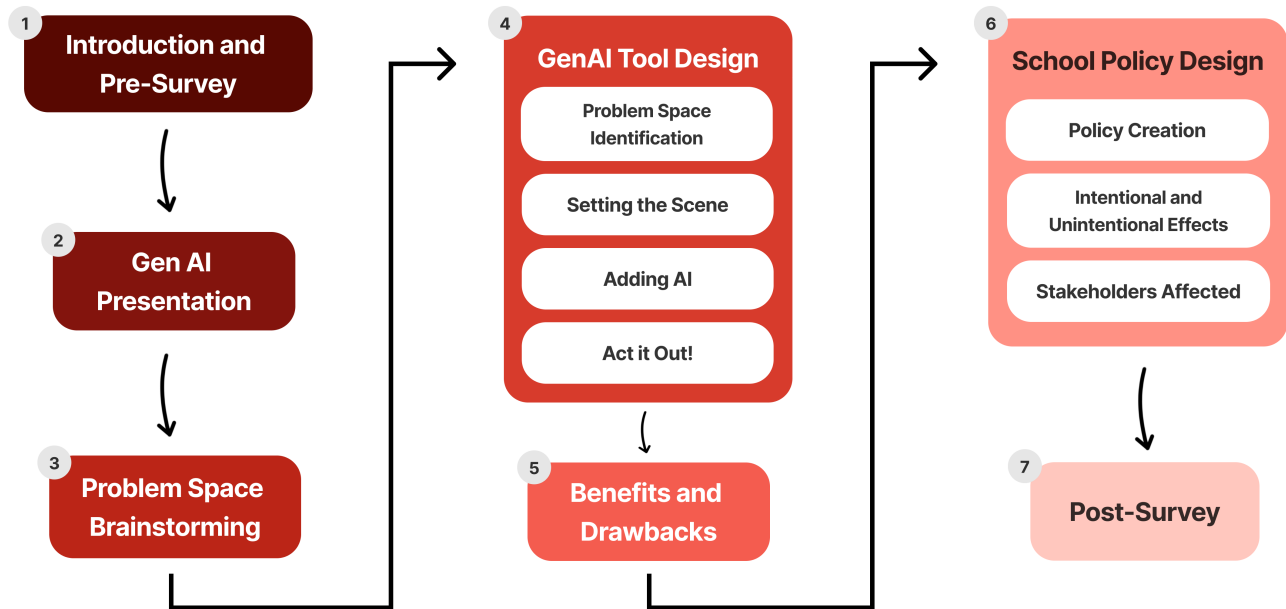 1
Introduction and
Pre-Survey
2
Gen AI
Presentation
3
Problem Space
Brainstorming
4
GenAI Tool Design
Problem Space
Identification
Setting the Scene
Adding AI
Act it Out!
5
Benefits and
Drawbacks
6
School Policy Design
Policy Creation
Intentional and
Unintentional Effects
Stakeholders Affected
7
Post-Survey